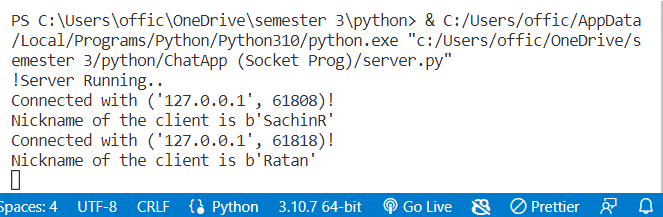 PS C:\Users\offic\OneDrive\semester 3\python> & C:/Users/offic/AppData
/Local/Programs/Python/Python310/python.exe "c:/Users/offic/OneDrive/s
emester 3/python/ChatApp (Socket Prog)/server.py"
!Server Running..
Connected with ('127.0.0.1', 61808)!
Nickname of the client is b'SachinR'
Connected with ('127.0.0.1', 61818)!
Nickname of the client is b'Ratan'
Spaces: 4 UTF-8 CRLF Python 3.10.7 64-bit Go Live Prettier